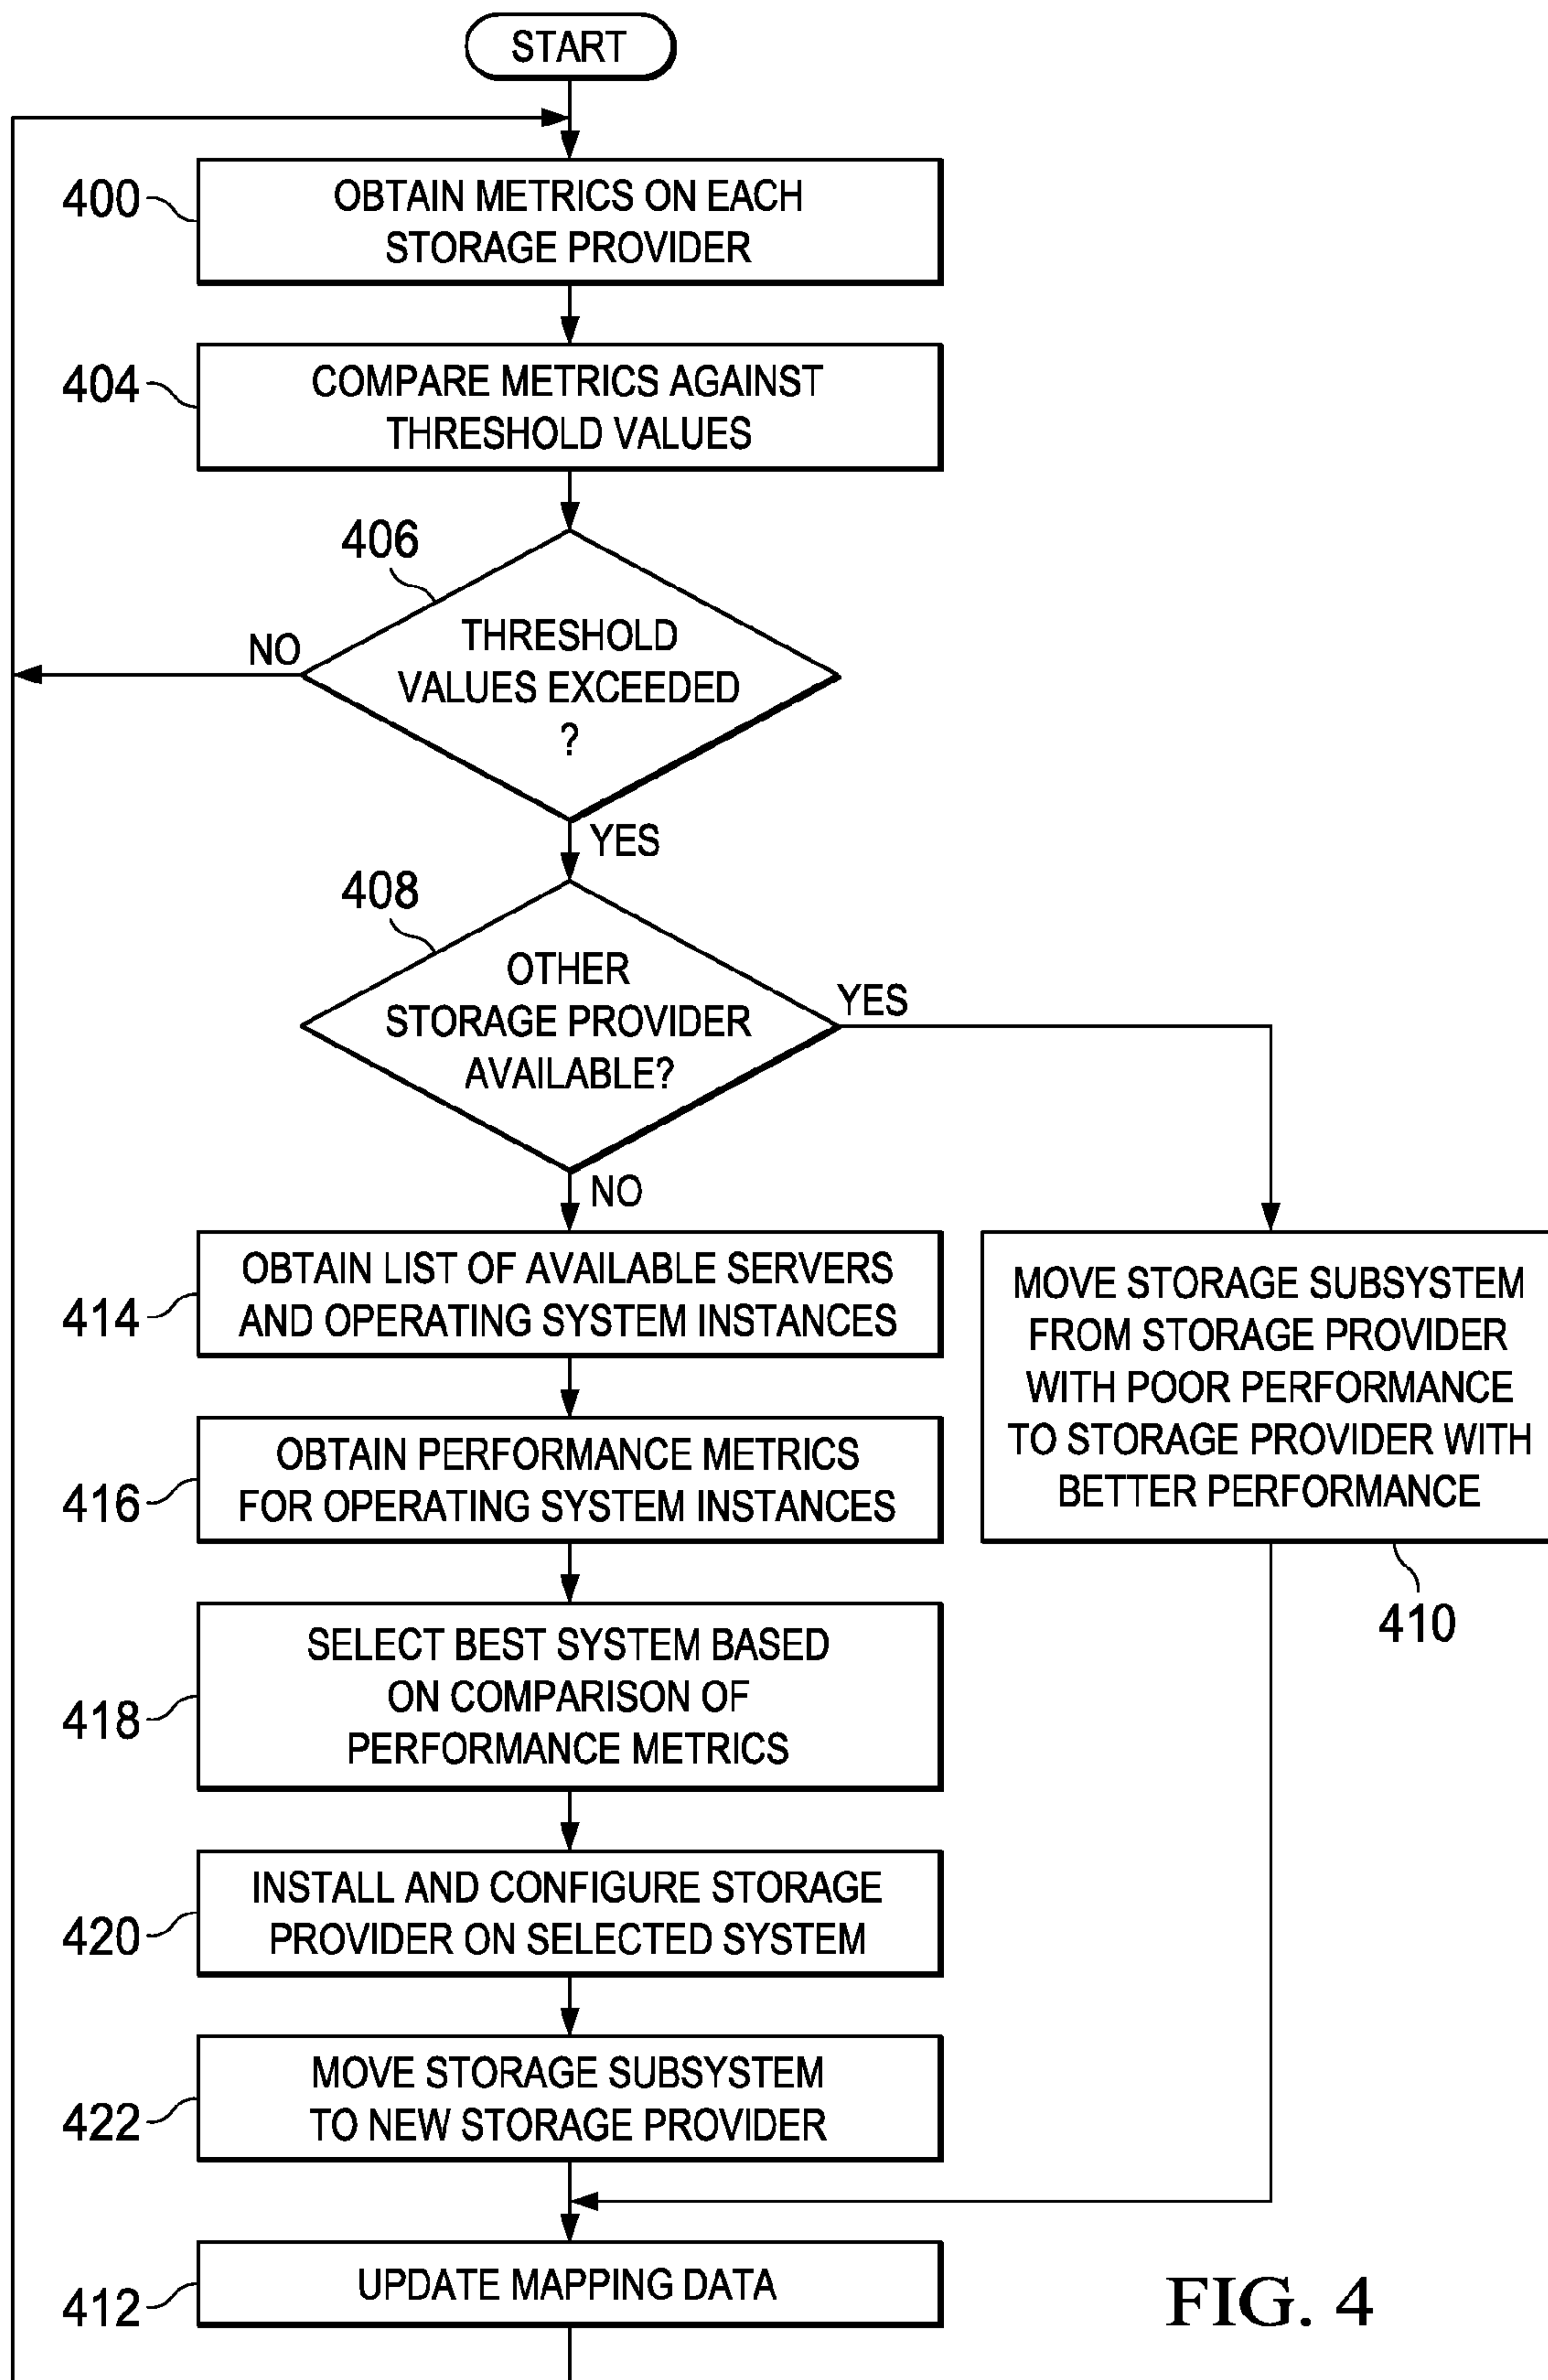 START
400
OBTAIN METRICS ON EACH
STORAGE PROVIDER
404
COMPARE METRICS AGAINST
THRESHOLD VALUES
406
THRESHOLD
VALUES EXCEEDED
?
NO
YES
408
OTHER
STORAGE PROVIDER
AVAILABLE?
YES
NO
414
OBTAIN LIST OF AVAILABLE SERVERS
AND OPERATING SYSTEM INSTANCES
MOVE STORAGE SUBSYSTEM
FROM STORAGE PROVIDER
WITH POOR PERFORMANCE
TO STORAGE PROVIDER WITH
BETTER PERFORMANCE
410
416
OBTAIN PERFORMANCE METRICS
FOR OPERATING SYSTEM INSTANCES
418
SELECT BEST SYSTEM BASED
ON COMPARISON OF
PERFORMANCE METRICS
420
INSTALL AND CONFIGURE STORAGE
PROVIDER ON SELECTED SYSTEM
422
MOVE STORAGE SUBSYSTEM
TO NEW STORAGE PROVIDER
412
UPDATE MAPPING DATA
FIG. 4